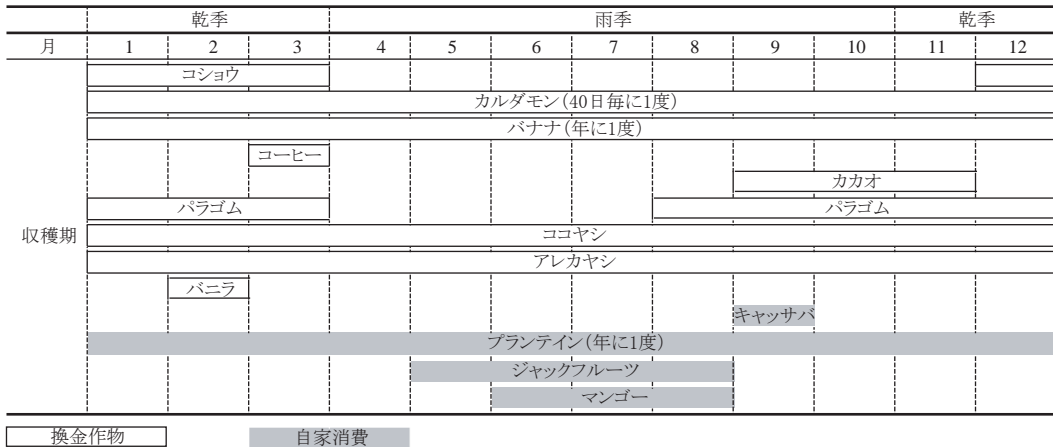 乾季 雨季 乾季
月 1 2 3 4 5 6 7 8 9 10 11 12
コショウ
カルダモン(40日毎に1度)
バナナ(年に1度)
コーヒー
カカオ
パラゴム パラゴム
収穫期 ココヤシ
アレカヤシ
バニラ
キャッサバ
プランテイン(年に1度)
ジャックフルーツ
マンゴー
換金作物 自家消費